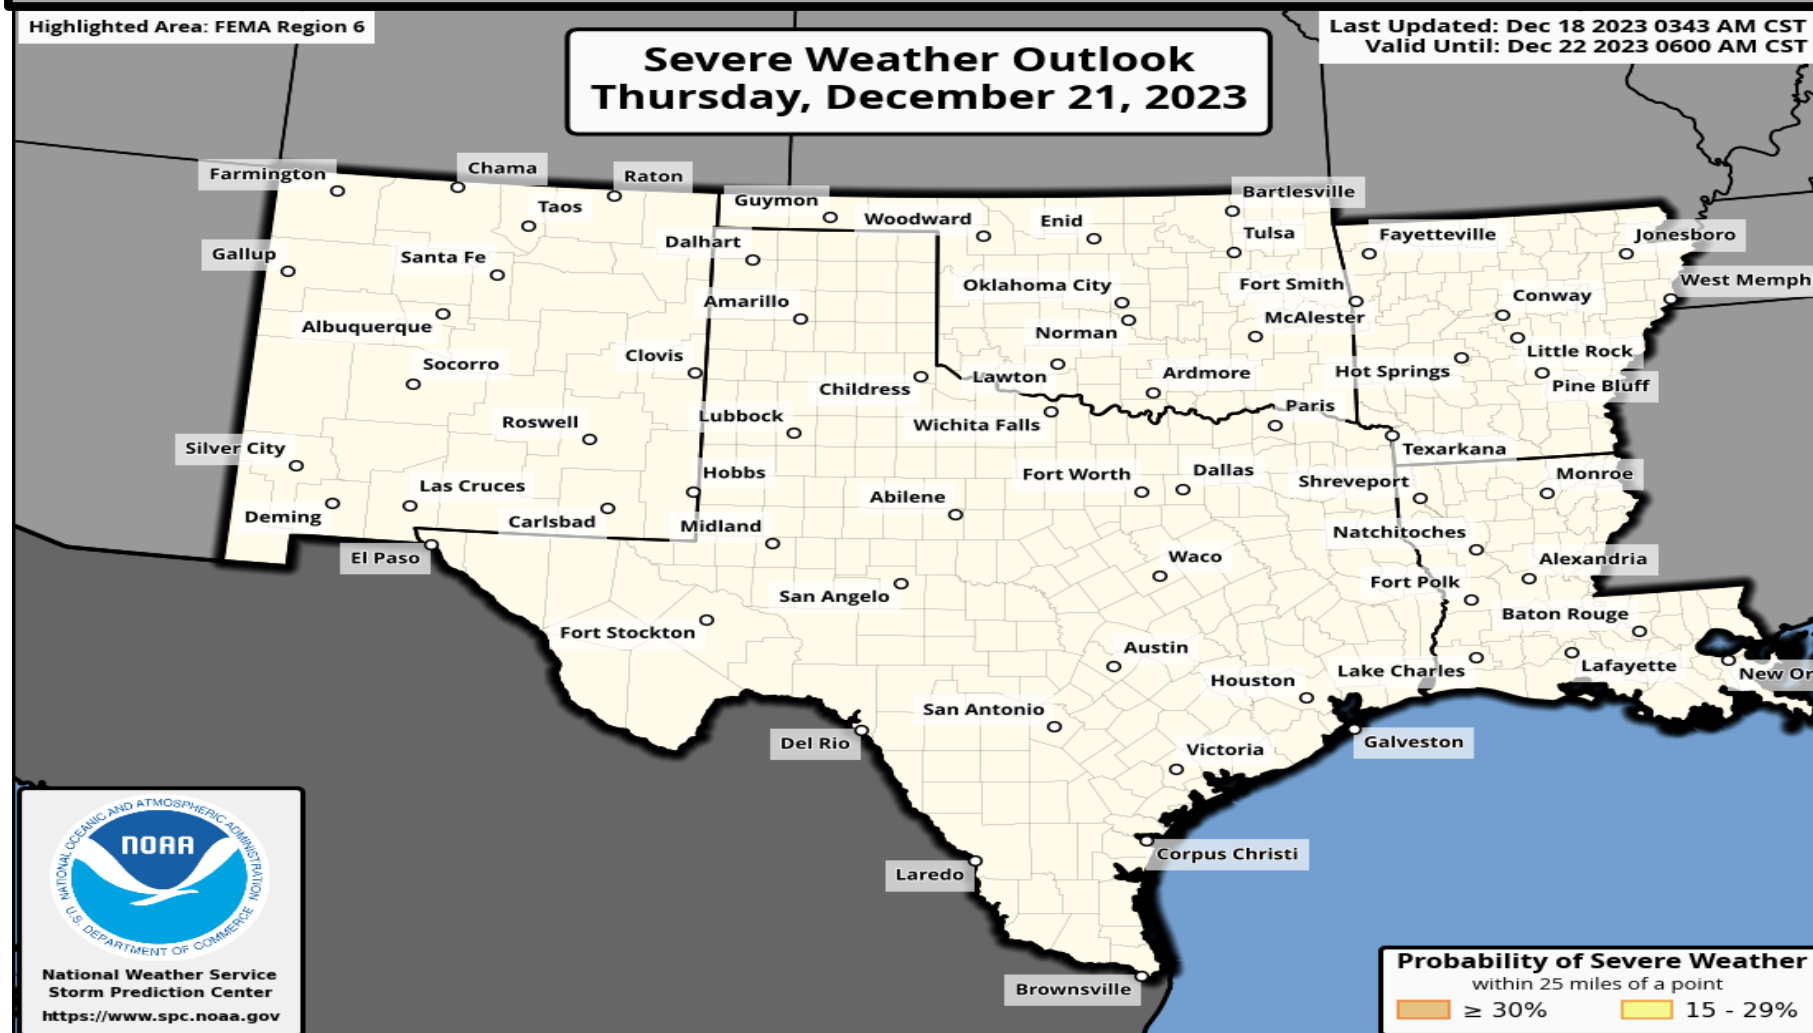 Highlighted Area: FEMA Region 6
Last Updated: Dec 18 2023 0343 AM CST
Valid Until: Dec 22 2023 0600 AM CST
Severe Weather Outlook
Thursday, December 21, 2023
Farmington
Chama
Raton
Taos
Guymon
Woodward
Enid
Bartlesville
Gallup
Santa Fe
Dalhart
Tulsa
Fayetteville
Jonesboro
Oklahoma City
Fort Smith
West Memph
Albuquerque
Amarillo
Norman
McAlester
Conway
Socorro
Clovis
Childress
Lawton
Ardmore
Hot Springs
Little Rock
Pine Bluff
Roswell
Lubbock
Wichita Falls
Paris
Silver City
Texarkana
Las Cruces
Hobbs
Fort Worth
Dallas
Shreveport
Monroe
Deming
Carlsbad
Midland
Abilene
Natchitoches
El Paso
Waco
Alexandria
San Angelo
Fort Polk
Fort Stockton
Baton Rouge
Austin
Houston
Lake Charles
Lafayette
New Or
San Antonio
Del Rio
Victoria
Galveston
Corpus Christi
Laredo
Brownsville
NATIONAL OCEANIC AND ATMOSPHERIC ADMINISTRATION
NOAA
U.S. DEPARTMENT OF COMMERCE
National Weather Service
Storm Prediction Center
https://www.spc.noaa.gov
Probability of Severe Weather
within 25 miles of a point
≥ 30%
15 - 29%